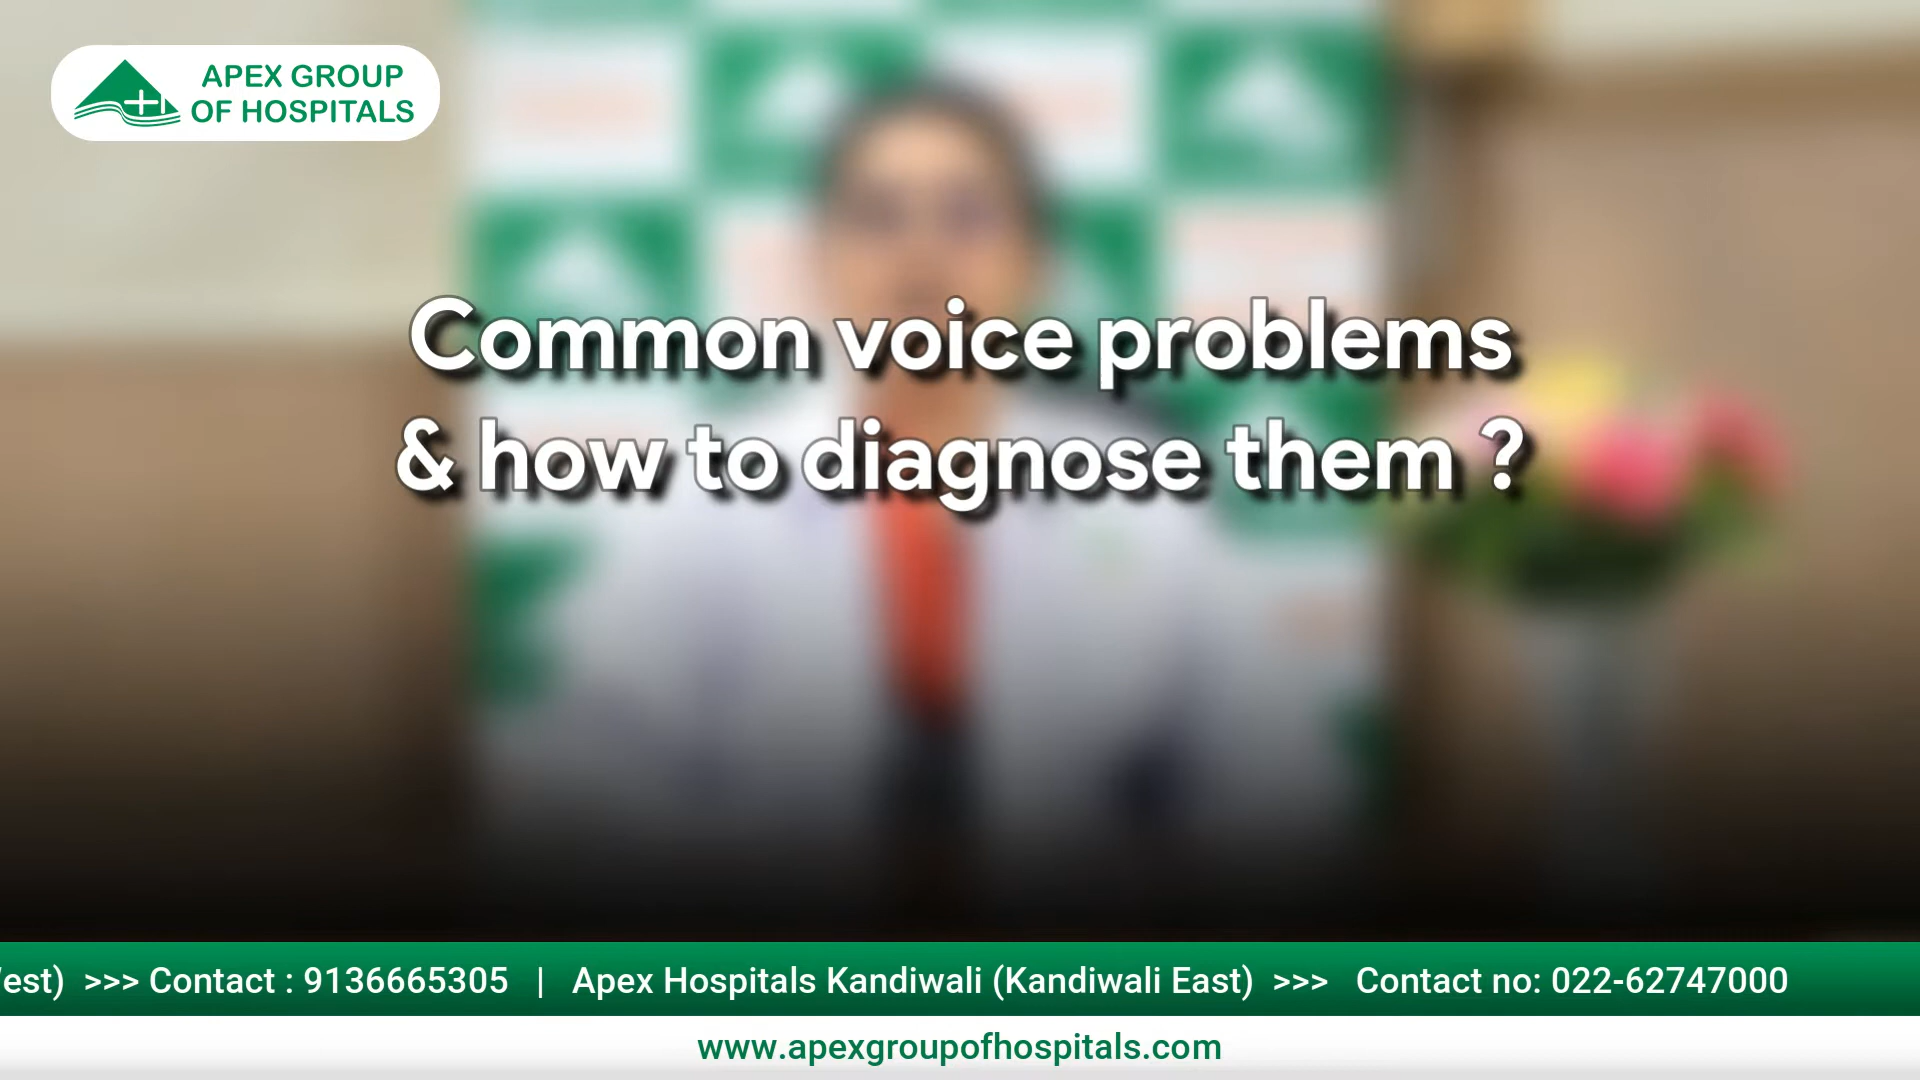 APEX GROUP
OF HOSPITALS
Common voice problems
& how to diagnose them ?
est) >>> Contact : 9136665305 | Apex Hospitals Kandiwali (Kandiwali East) >>> Contact no: 022-62747000
www.apexgroupofhospitals.com